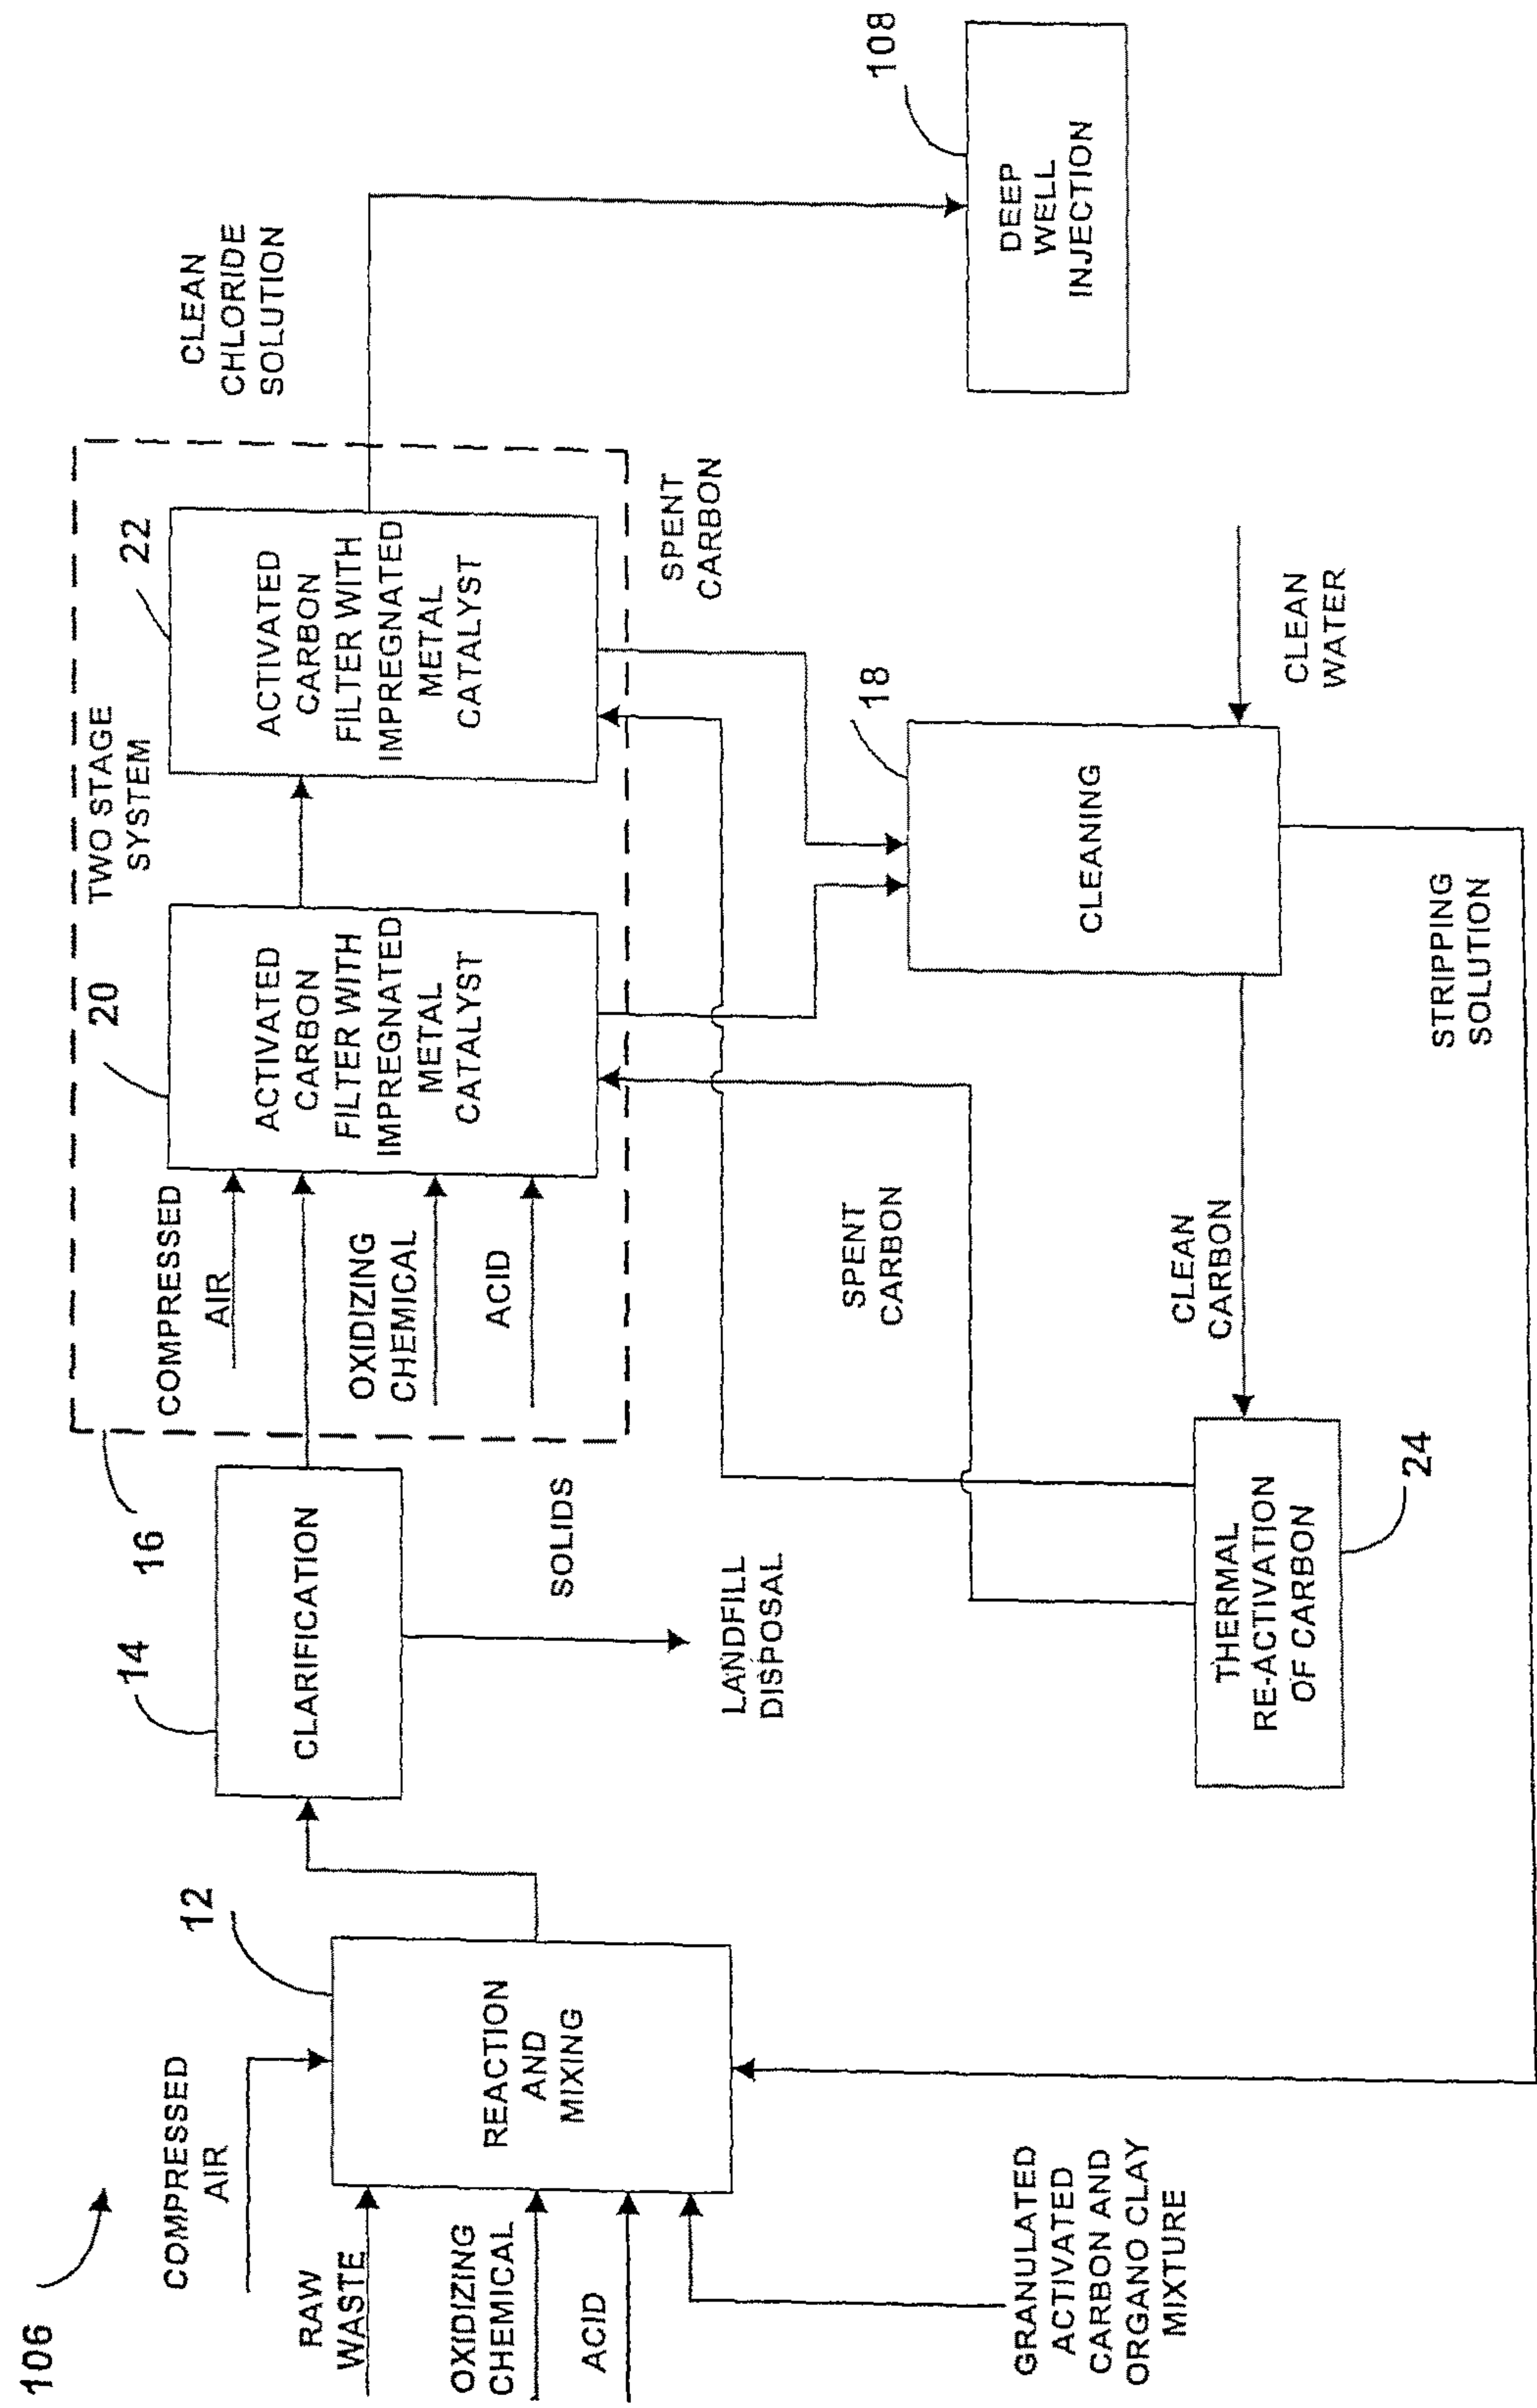 106
COMPRESSED
AIR
RAW
WASTE
OXIDIZING
CHEMICAL
ACID
GRANULATED
ACTIVATED
CARBON AND
ORGANO CLAY
MIXTURE
12
REACTION
AND
MIXING
14
CLARIFICATION
SOLIDS
LANDFILL
DISPOSAL
16
TWO STAGE
SYSTEM
COMPRESSED
AIR
OXIDIZING
CHEMICAL
ACID
20
ACTIVATED
CARBON
FILTER WITH
IMPREGNATED
METAL
CATALYST
22
ACTIVATED
CARBON
FILTER WITH
IMPREGNATED
METAL
CATALYST
CLEAN
CHLORIDE
SOLUTION
108
DEEP
WELL
INJECTION
SPENT
CARBON
SPENT
CARBON
18
CLEANING
CLEAN
WATER
CLEAN
CARBON
THERMAL
RE-ACTIVATION
OF CARBON
24
STRIPPING
SOLUTION